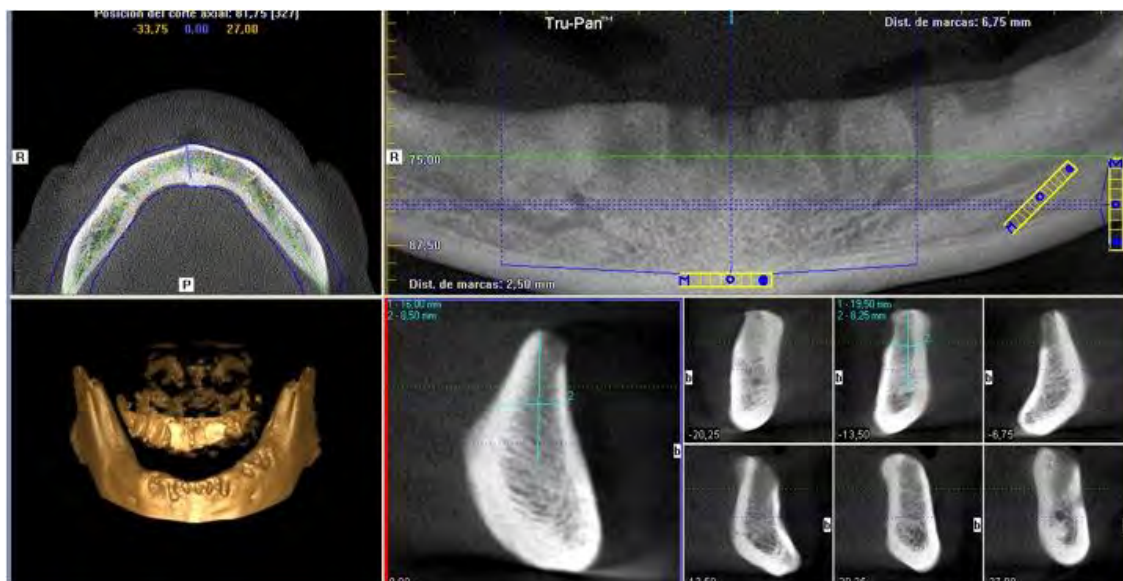 Posición del corte axial: 81,75 [327]
-33,75 0,00 27,00
R
P
Tru-Pan™
Dist. de marcas: 6,75 mm
R
75,00
87,50
Dist. de marcas: 2,50 mm
M
M
1 - 16,00 mm
2 - 8,50 mm
2
b
0,00
b
-20,25
1 - 19,50 mm
2 - 8,25 mm
2
b
-13,50
b
-6,75
b
13,50
b
20,25
b
27,00